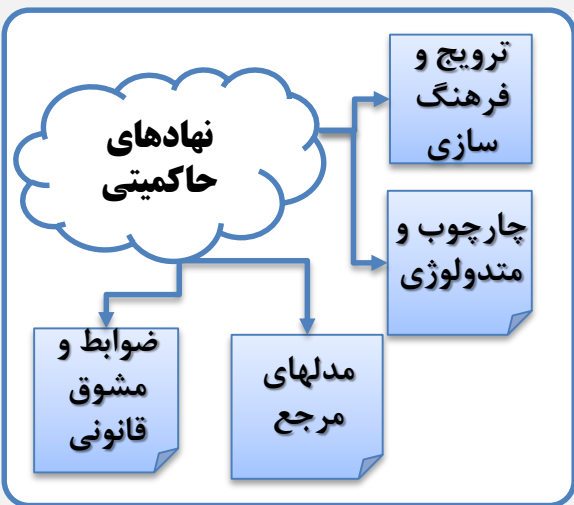 ترویج و
فرهنگ
سازی
نهادهای
حاکمیتی
چارچوب و
متدولوژی
ضوابط و
مشوق
قانونی
مدلهای
مرجع